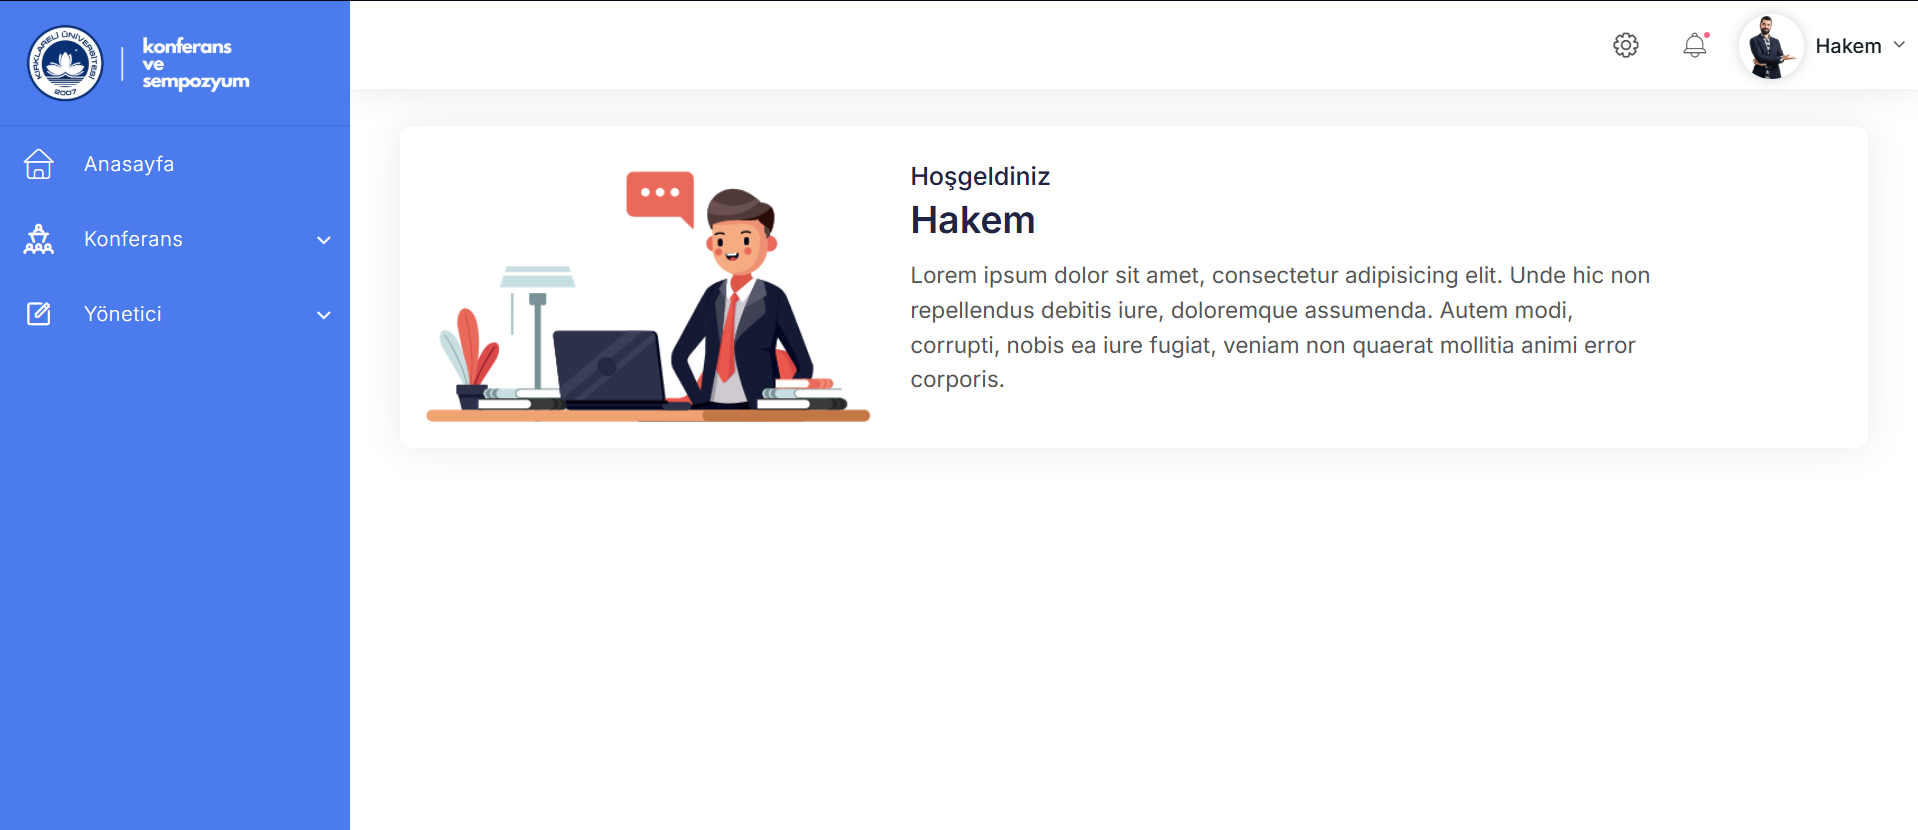 KIRKLARELİ ÜNİVERSİTESİ
2007
konferans
ve
sempozyum
Hakem
Anasayfa
Konferans
Yönetici
Hoşgeldiniz
Hakem
Lorem ipsum dolor sit amet, consectetur adipisicing elit. Unde hic non
repellendus debitis iure, doloremque assumenda. Autem modi,
corrupti, nobis ea iure fugiat, veniam non quaerat mollitia animi error
corporis.